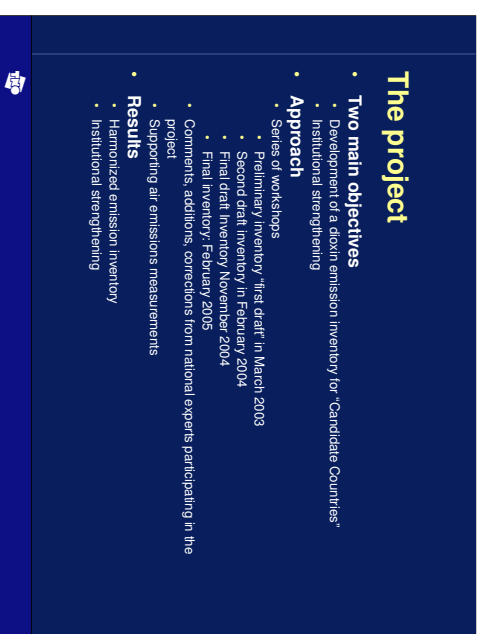 The project
• Two main objectives
• Development of a dioxin emission inventory for "Candidate Countries"
• Institutional strengthening
• Approach
• Series of workshops
• Preliminary inventory "first draft" in March 2003
• Second draft inventory in February 2004
• Final draft Inventory November 2004
• Final inventory: February 2005
• Comments, additions, corrections from national experts participating in the
project
• Supporting air emissions measurements
• Results
• Harmonized emission inventory
• Institutional strengthening